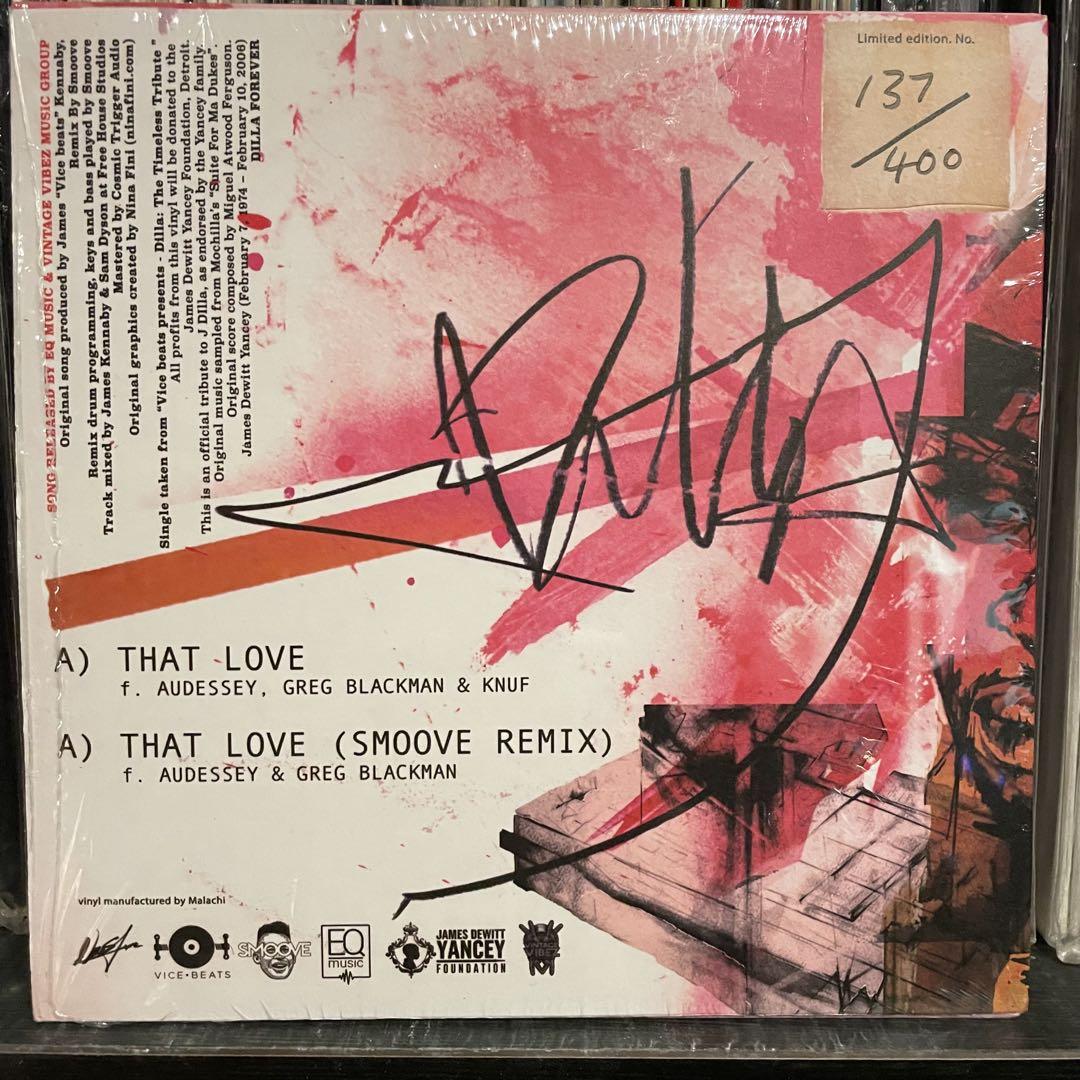 Limited edition. No.
137/400
SONG RELEASED BY EQ MUSIC & VINTAGE VIBEZ MUSIC GROUP
Original song produced by James "Vice beats" Kennaby,
Remix By Smoove
Remix drum programming, keys and bass played by Smoove
Track mixed by James Kennaby & Sam Dyson at Free House Studios
Mastered by Cosmic Trigger Audio
Original graphics created by Nina Fini (ninafini.com)
Single taken from "Vice beats presents - Dilla: The Timeless Tribute "
All profits from this vinyl will be donated to the
James Dewitt Yancey Foundation, Detroit.
This is an official tribute to J Dilla, as endorsed by the Yancey family.
Original music sampled from Mochilla's "Suite For Ma Dukes".
Original score composed by Miguel Atwood Ferguson.
James Dewitt Yancey (February 7, 1974 – February 10, 2006)
DILLA FOREVER
A) THAT LOVE
f. AUDESSEY, GREG BLACKMAN & KNUF
A) THAT LOVE (SMOOVE REMIX)
f. AUDESSEY & GREG BLACKMAN
vinyl manufactured by Malachi
VICE•BEATS
SMOOVE
EQ
music
JAMES DEWITT
YANCEY
FOUNDATION
VINTAGE
VIBEZ